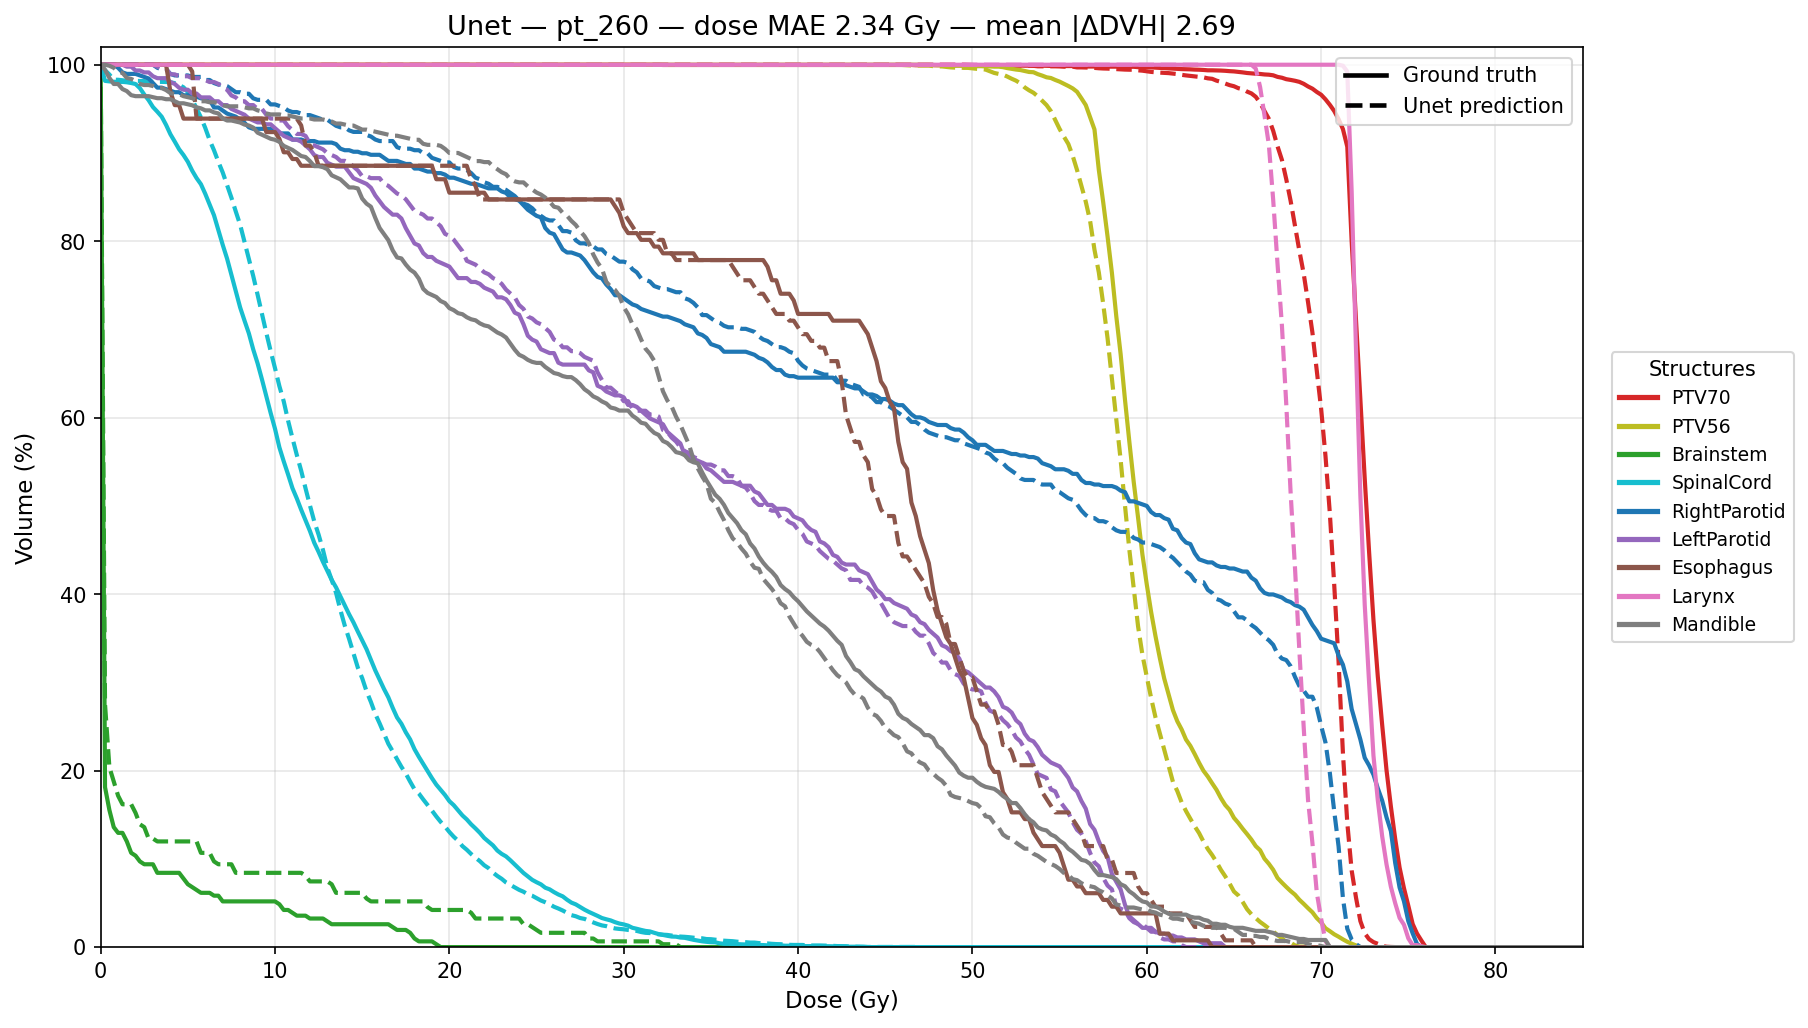 Unet — pt_260 — dose MAE 2.34 Gy — mean |ΔDVH| 2.69
Ground truth
Unet prediction
100
80
60
40
20
0
Volume (%)
0 10 20 30 40 50 60 70 80
Dose (Gy)
Structures
PTV70
PTV56
Brainstem
SpinalCord
RightParotid
LeftParotid
Esophagus
Larynx
Mandible